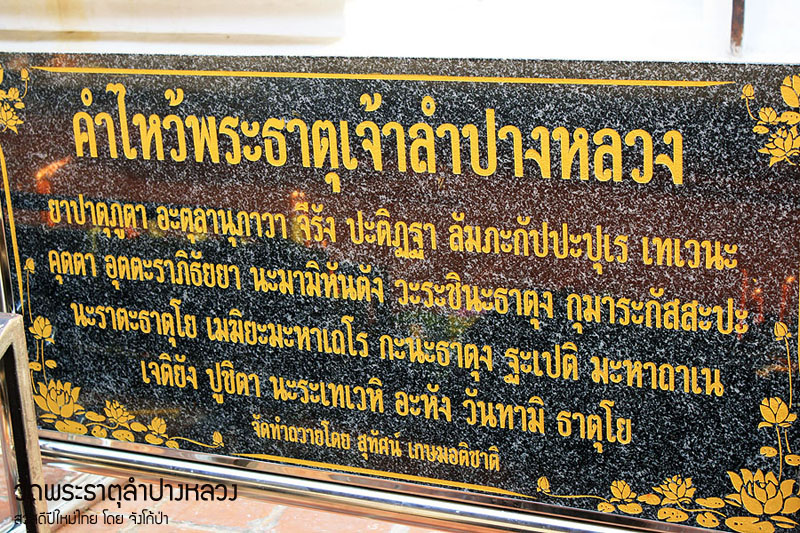 คำไหว้พระธาตุเจ้าลำปางหลวง
ยาปาตุภูตา อะตุลานุภาวา จีรัง ปะติฏฐา ลัมภะกัปปะปุเร เทเวนะ
คุตตา อุตตะราภิธัยยา นะมามิหันตัง วะระชินะธาตุง กุมาระกัสสะปะ
นะราตะธาตุโย เมมิยะมะหาเถโร กะนะธาตุง ฐะเปติ มะหาถาเน
เจติยัง ปูชิตา นะระเทเวหิ อะหัง วันทามิ ธาตุโย
จัดทำถวายโดย สุทัศน์ เกษมอติชาติ
วัดพระธาตุลำปางหลวง
สวัสดีปีใหม่ไทย โดย จังโก้ป่า